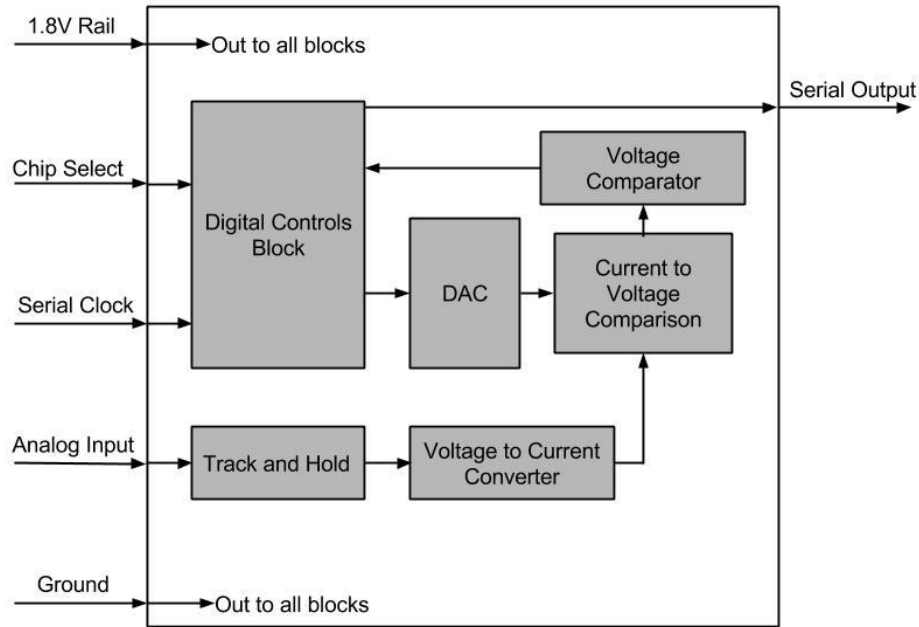 1.8V Rail
Out to all blocks
Serial Output
Voltage
Comparator
Chip Select
Digital Controls
Block
DAC
Current to
Voltage
Comparison
Serial Clock
Analog Input
Track and Hold
Voltage to Current
Converter
Ground
Out to all blocks